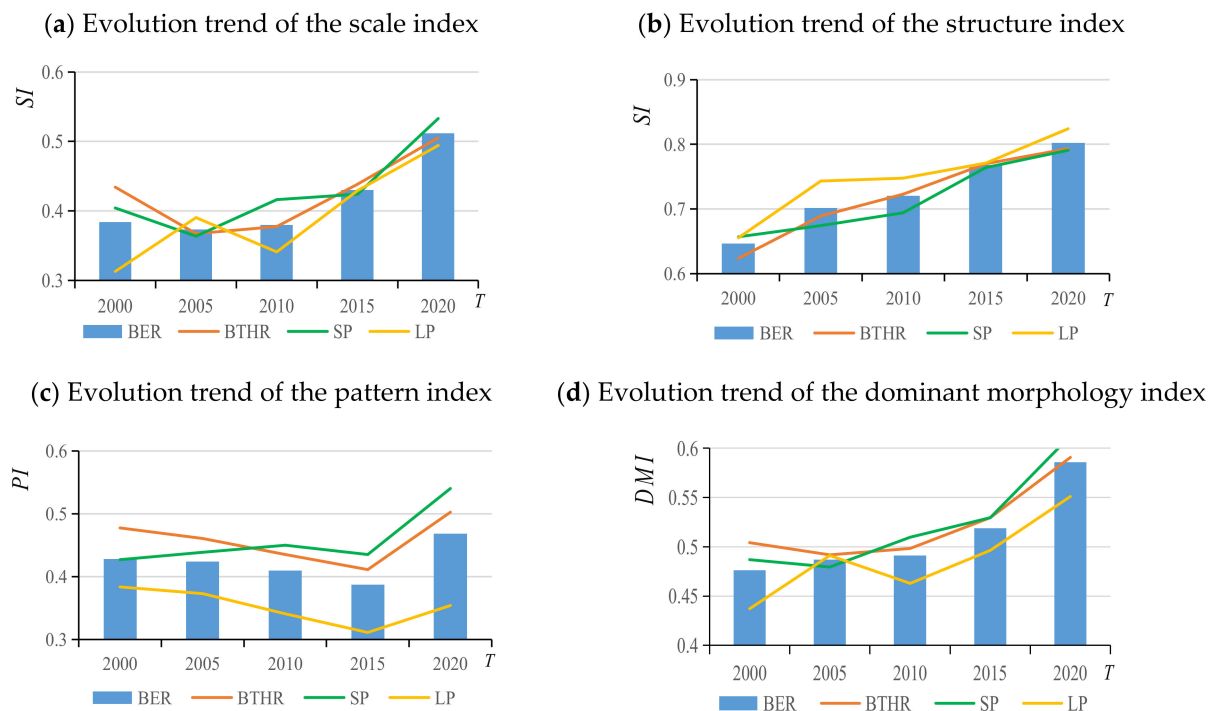 (a) Evolution trend of the scale index
SI
0.6
0.5
0.4
0.3
2000 2005 2010 2015 2020 T
BER BTHR SP LP
(b) Evolution trend of the structure index
SI
0.9
0.8
0.7
0.6
2000 2005 2010 2015 2020 T
BER BTHR SP LP
(c) Evolution trend of the pattern index
PI
0.6
0.5
0.4
0.3
2000 2005 2010 2015 2020 T
BER BTHR SP LP
(d) Evolution trend of the dominant morphology index
DMI
0.6
0.55
0.5
0.45
0.4
2000 2005 2010 2015 2020 T
BER BTHR SP LP